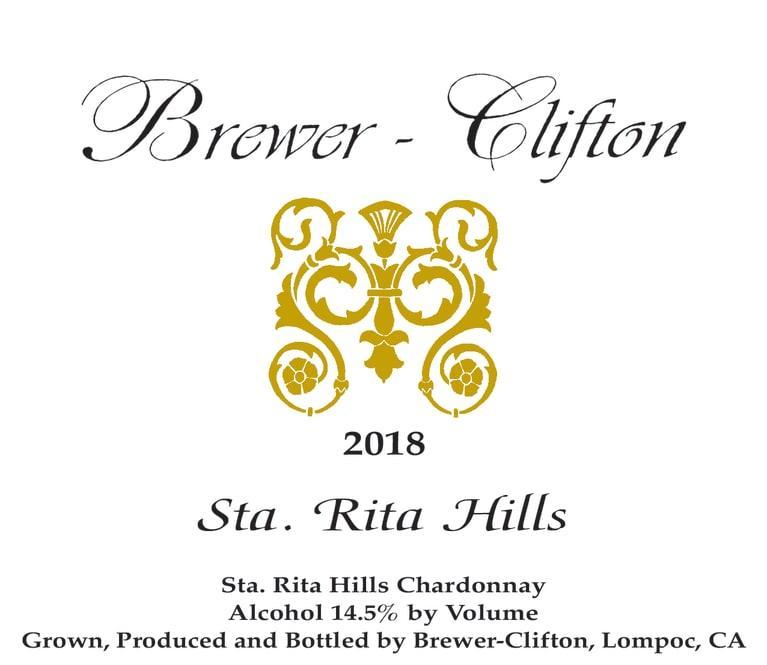 Brewer - Clifton
2018
Sta. Rita Hills
Sta. Rita Hills Chardonnay
Alcohol 14.5% by Volume
Grown, Produced and Bottled by Brewer-Clifton, Lompoc, CA